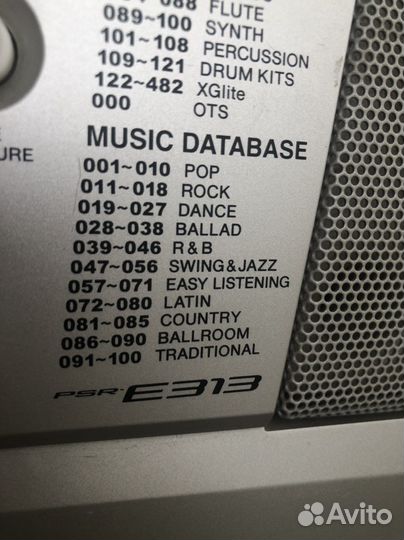 088 FLUTE
089~100 SYNTH
101~108 PERCUSSION
109~121 DRUM KITS
122~482 XGlite
000 OTS
URE
MUSIC DATABASE
001~010 POP
011~018 ROCK
019~027 DANCE
028~038 BALLAD
039~046 R&B
047~056 SWING&JAZZ
057~071 EASY LISTENING
072~080 LATIN
081~085 COUNTRY
086~090 BALLROOM
091~100 TRADITIONAL
PSR-E313
Avito